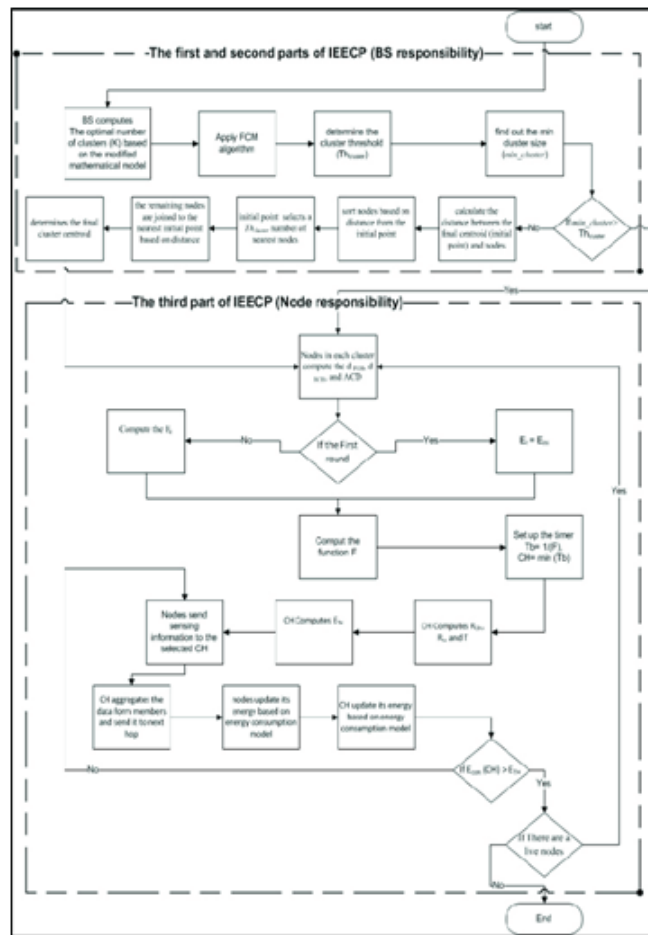 start
-The first and second parts of IEECP (BS responsibility)
BS computes
The optimal number
of clusters (K) based
on the modified
mathematical model
Apply FCM
algorithm
determine the
cluster threshold
find out the min
cluster size
(min_cluster)
determines the final
cluster centroid
the remaining nodes
are joined to the
nearest initial point
based on distance
initial point selects a
number of
nearest nodes
sort nodes based on
distance from the
initial point
calculate the
distance between the
final centroid (initial
point) and nodes
No
Yes
The third part of IEECP (Node responsibility)
Nodes in each cluster
compute the
and ACD
Compute the
No
If the First
round
Yes
Yes
Comput the
function F
Set up the timer
Tb= 1/(F),
CH= min (Tb)
Nodes send
sensing
information to the
selected CH
CH Computes
CH Computes
and
CH aggregates the
data form members
and send it to next
hop
nodes update its
energy based on
energy consumption
model
CH update its energy
based on energy
consumption model
No
If (CH) >
Yes
If There are a
live nodes
No
End